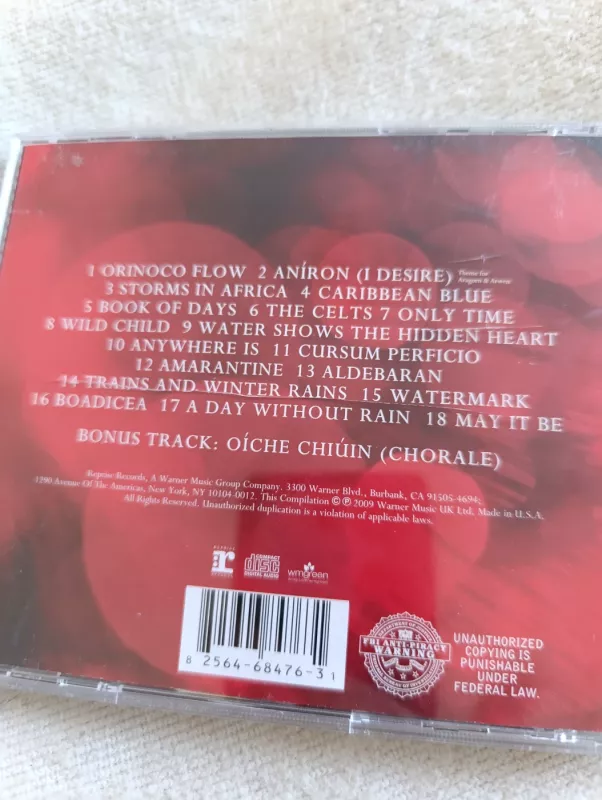 1 ORINOCO FLOW 2 ANÍRON (I DESIRE) Theme for Aragorn & Arwen
3 STORMS IN AFRICA 4 CARIBBEAN BLUE
5 BOOK OF DAYS 6 THE CELTS 7 ONLY TIME
8 WILD CHILD 9 WATER SHOWS THE HIDDEN HEART
10 ANYWHERE IS 11 CURSUM PERFICIO
12 AMARANTINE 13 ALDEBARAN
14 TRAINS AND WINTER RAINS 15 WATERMARK
16 BOADICEA 17 A DAY WITHOUT RAIN 18 MAY IT BE
BONUS TRACK: OÍCHE CHIÚIN (CHORALE)
Reprise Records, A Warner Music Group Company. 3300 Warner Blvd., Burbank, CA 91505-4694;
1290 Avenue Of The Americas, New York, NY 10104-0012. This Compilation © ℗ 2009 Warner Music UK Ltd. Made in U.S.A.
All Rights Reserved. Unauthorized duplication is a violation of applicable laws.
REPRISE
r
RECORDS
COMPACT
disc
DIGITAL AUDIO
wmgreen
8 25646-68476-3 1
FBI ANTI-PIRACY
WARNING
UNAUTHORIZED
COPYING IS
PUNISHABLE
UNDER
FEDERAL LAW.